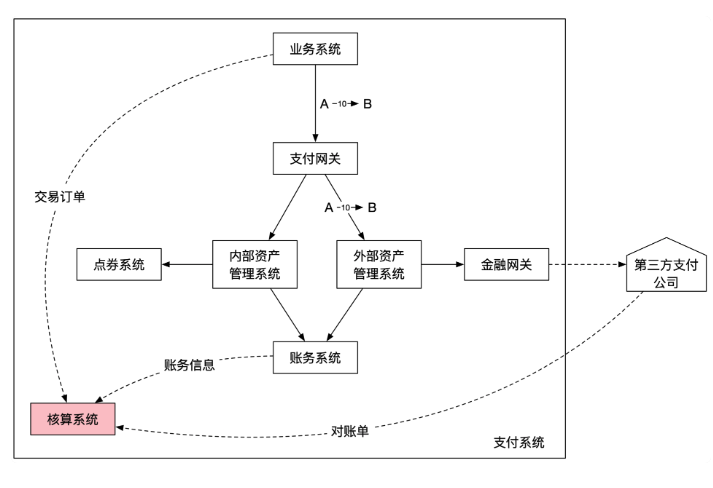 业务系统
A -10-> B
支付网关
交易订单
A -10-> B
点券系统
内部资产
管理系统
外部资产
管理系统
金融网关
第三方支付
公司
账务系统
账务信息
核算系统
对账单
支付系统